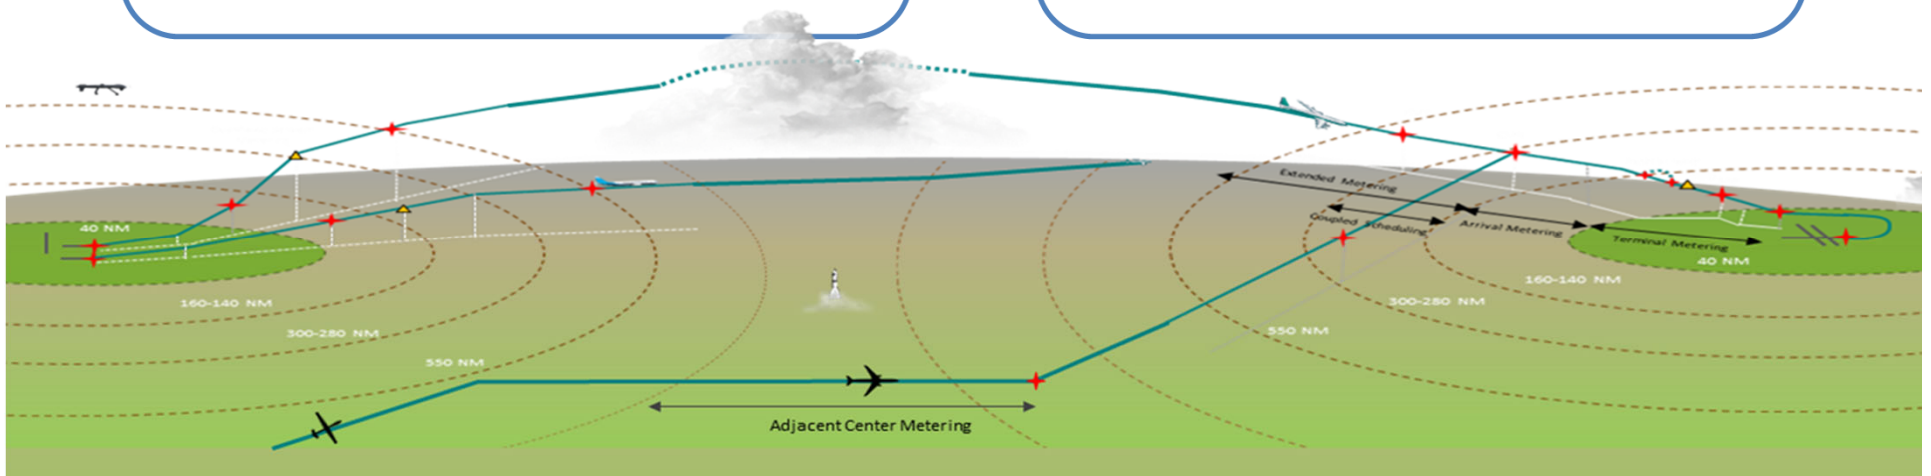 40 NM
160-140 NM
300-280 NM
550 NM
Adjacent Center Metering
Extended Metering
Coupled Scheduling
Arrival Metering
Terminal Metering
40 NM
160-140 NM
300-280 NM
550 NM